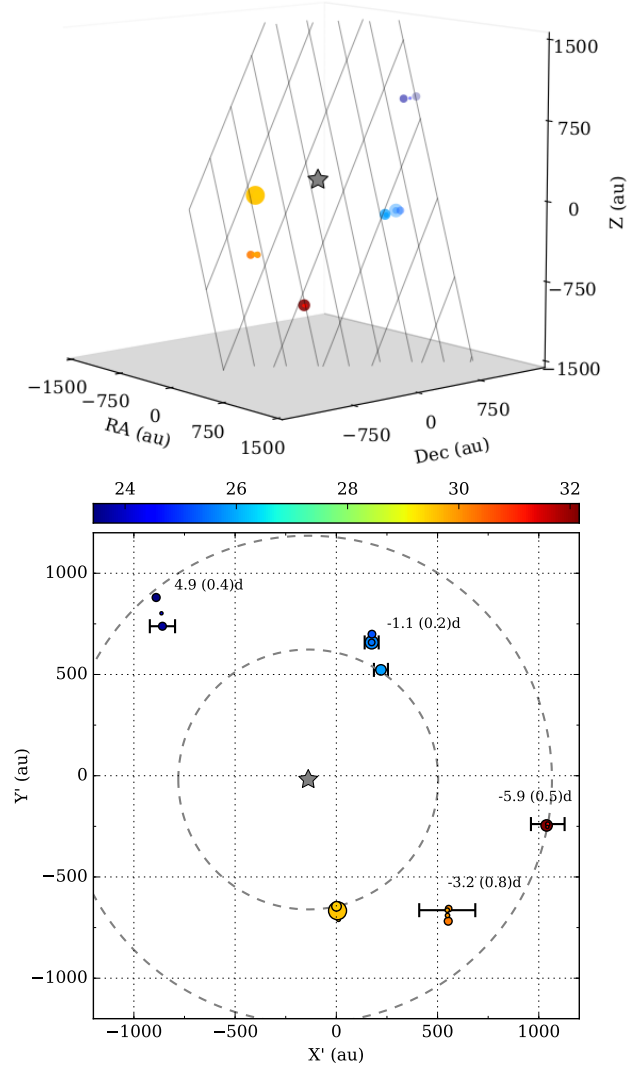 1500
750
0
−750
−1500
Z (au)
−1500
−750
0
750
1500
RA (au)
−750
0
750
Dec (au)
24 26 28 30 32
4.9 (0.4)d
-1.1 (0.2)d
-5.9 (0.5)d
-3.2 (0.8)d
1000
500
0
−500
−1000
Y' (au)
−1000 −500 0 500 1000
X' (au)